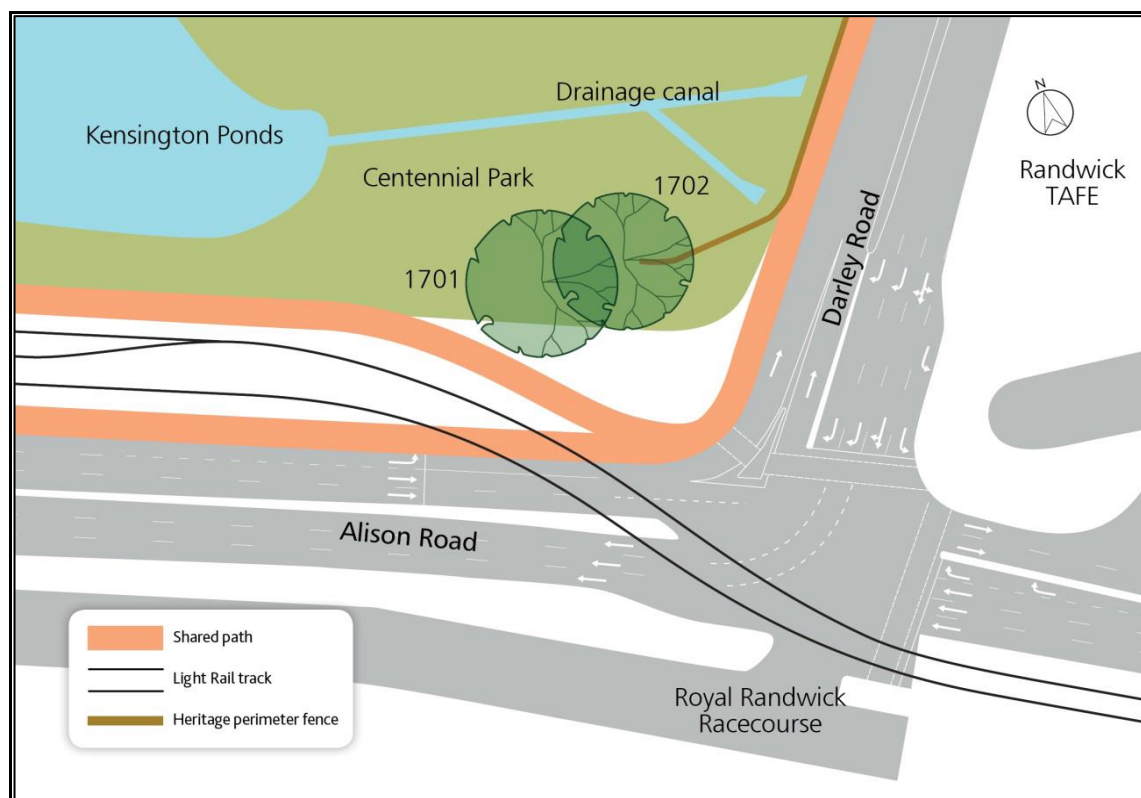 N
Drainage canal
Kensington Ponds
Randwick
TAFE
Centennial Park
1702
1701
Darley Road
Alison Road
Shared path
Light Rail track
Heritage perimeter fence
Royal Randwick
Racecourse